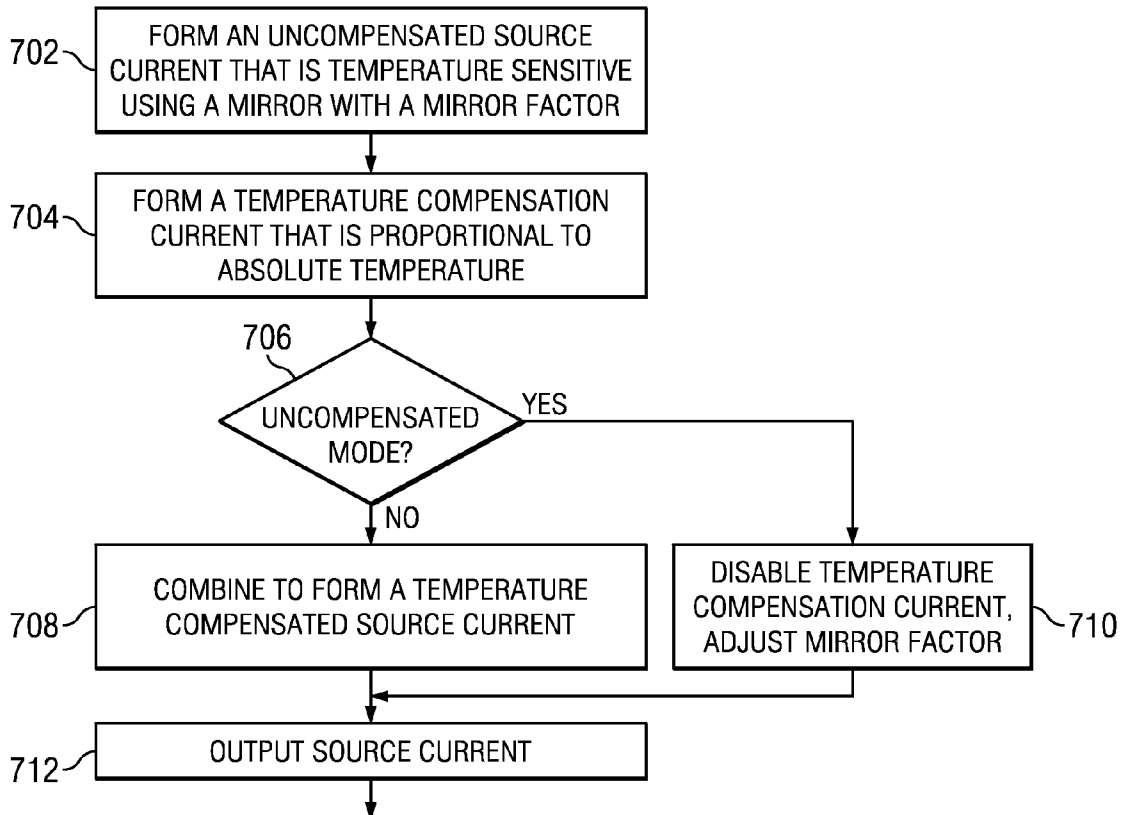 702
FORM AN UNCOMPENSATED SOURCE
CURRENT THAT IS TEMPERATURE SENSITIVE
USING A MIRROR WITH A MIRROR FACTOR
704
FORM A TEMPERATURE COMPENSATION
CURRENT THAT IS PROPORTIONAL TO
ABSOLUTE TEMPERATURE
706
UNCOMPENSATED
MODE?
YES
NO
708
COMBINE TO FORM A TEMPERATURE
COMPENSATED SOURCE CURRENT
DISABLE TEMPERATURE
COMPENSATION CURRENT,
ADJUST MIRROR FACTOR
710
712
OUTPUT SOURCE CURRENT